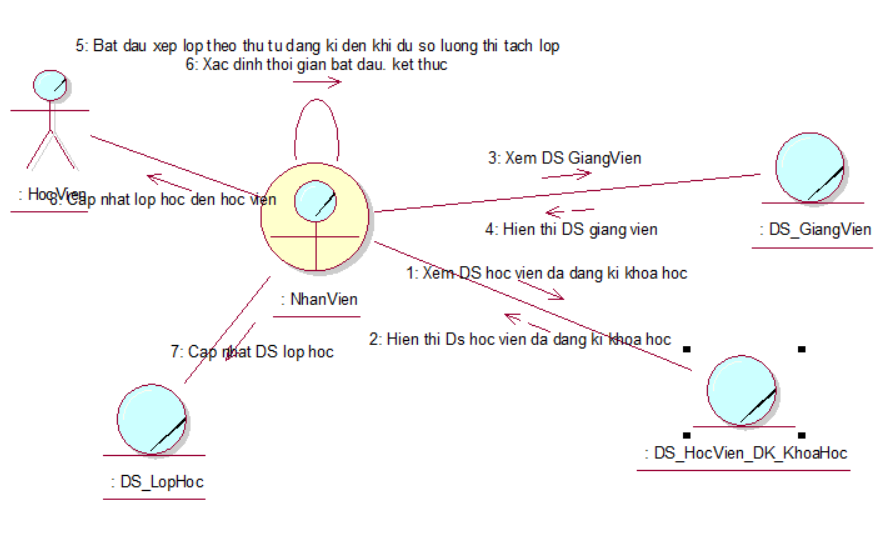 5: Bat dau xep lop theo thu tu dang ki den khi du so luong thi tach lop
6: Xac dinh thoi gian bat dau. ket thuc
3: Xem DS GiangVien
: HocVien
8: Cap nhat lop hoc den hoc vien
4: Hien thi DS giang vien
: DS_GiangVien
1: Xem DS hoc vien da dang ki khoa hoc
: NhanVien
2: Hien thi Ds hoc vien da dang ki khoa hoc
7: Cap nhat DS lop hoc
: DS_HocVien_DK_KhoaHoc
: DS_LopHoc